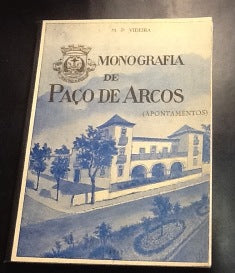 M. P. VIDEIRA
MONOGRAFIA
DE
PAÇO DE ARCOS
(APONTAMENTOS)